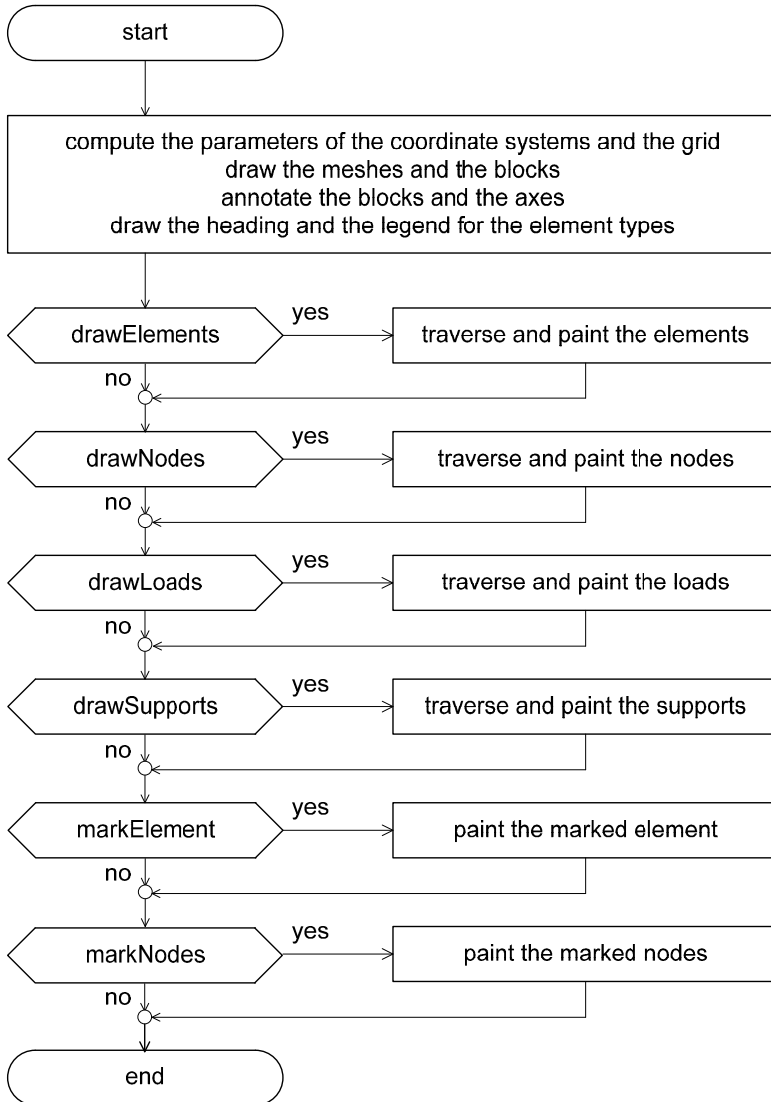 start
compute the parameters of the coordinate systems and the grid
draw the meshes and the blocks
annotate the blocks and the axes
draw the heading and the legend for the element types
drawElements
yes
traverse and paint the elements
no
drawNodes
yes
traverse and paint the nodes
no
drawLoads
yes
traverse and paint the loads
no
drawSupports
yes
traverse and paint the supports
no
markElement
yes
paint the marked element
no
markNodes
yes
paint the marked nodes
no
end